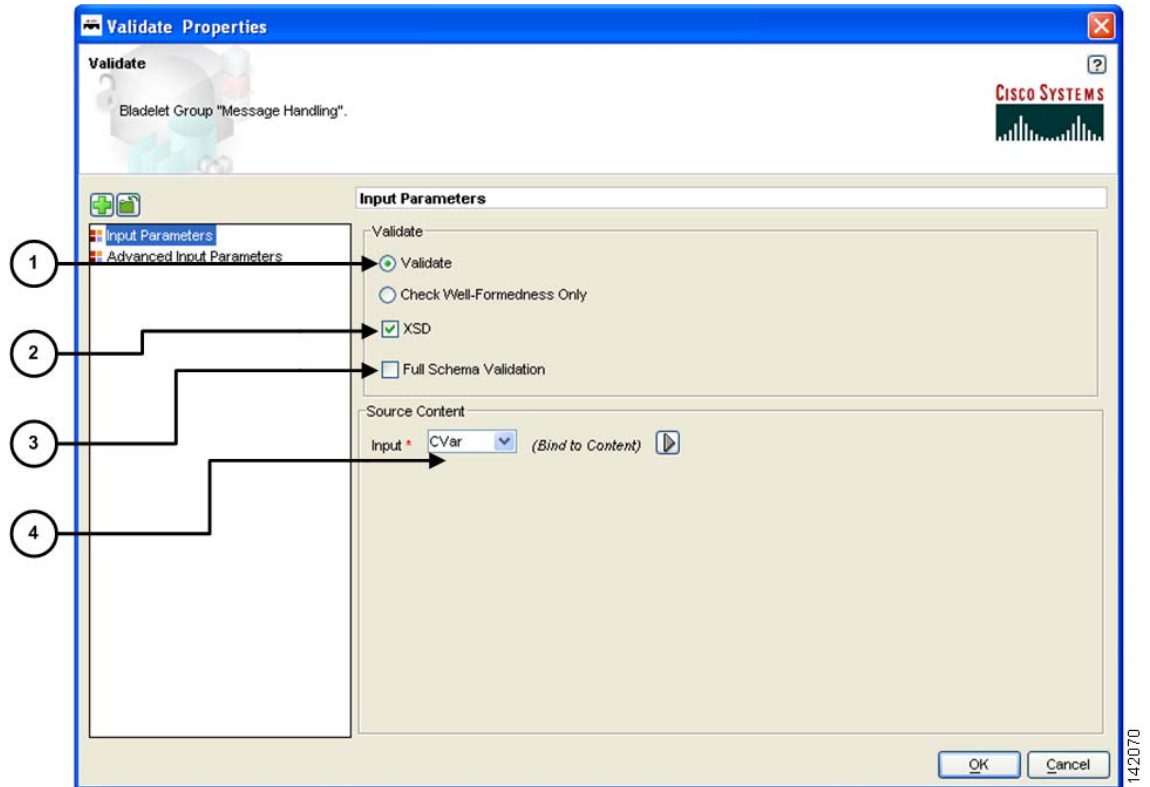 Validate Properties
Validate
?
Bladelet Group "Message Handling".
CISCO SYSTEMS
Input Parameters
Advanced Input Parameters
Input Parameters
Validate
Validate
Check Well-Formedness Only
XSD
Full Schema Validation
Source Content
Input * CVar (Bind to Content)
1
2
3
4
OK Cancel
142070